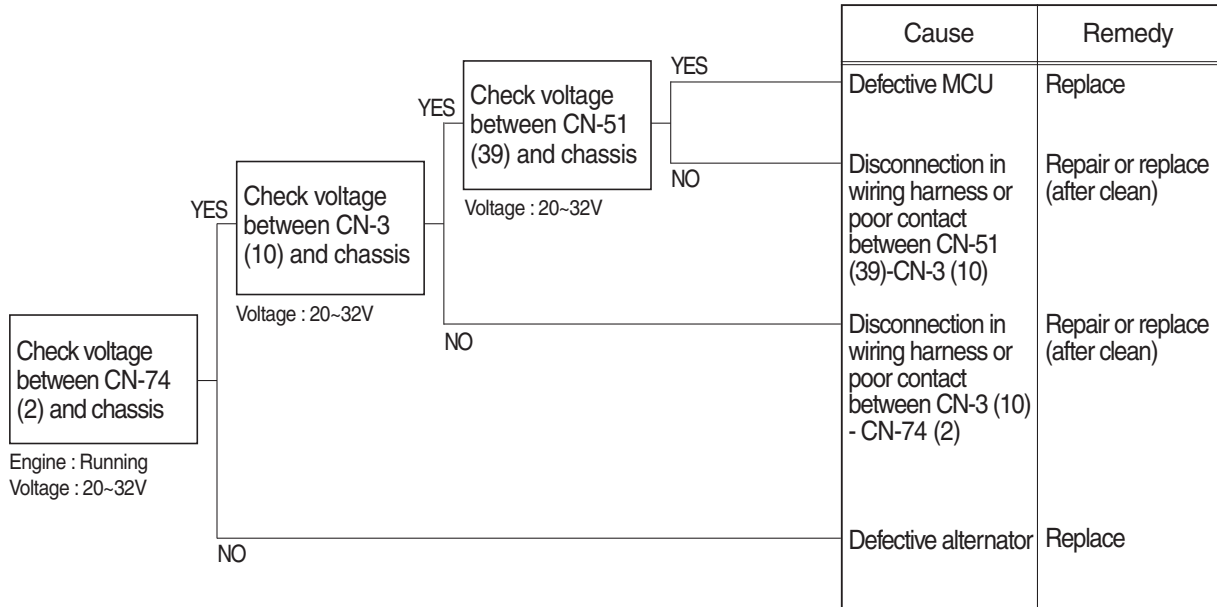 Cause
Remedy
YES
Defective MCU
Replace
Check voltage
between CN-51
(39) and chassis
YES
NO
Voltage : 20~32V
Disconnection in
wiring harness or
poor contact
between CN-51
(39)-CN-3 (10)
Repair or replace
(after clean)
YES
Check voltage
between CN-3
(10) and chassis
Voltage : 20~32V
NO
Disconnection in
wiring harness or
poor contact
between CN-3 (10)
- CN-74 (2)
Repair or replace
(after clean)
Check voltage
between CN-74
(2) and chassis
Engine : Running
Voltage : 20~32V
NO
Defective alternator
Replace